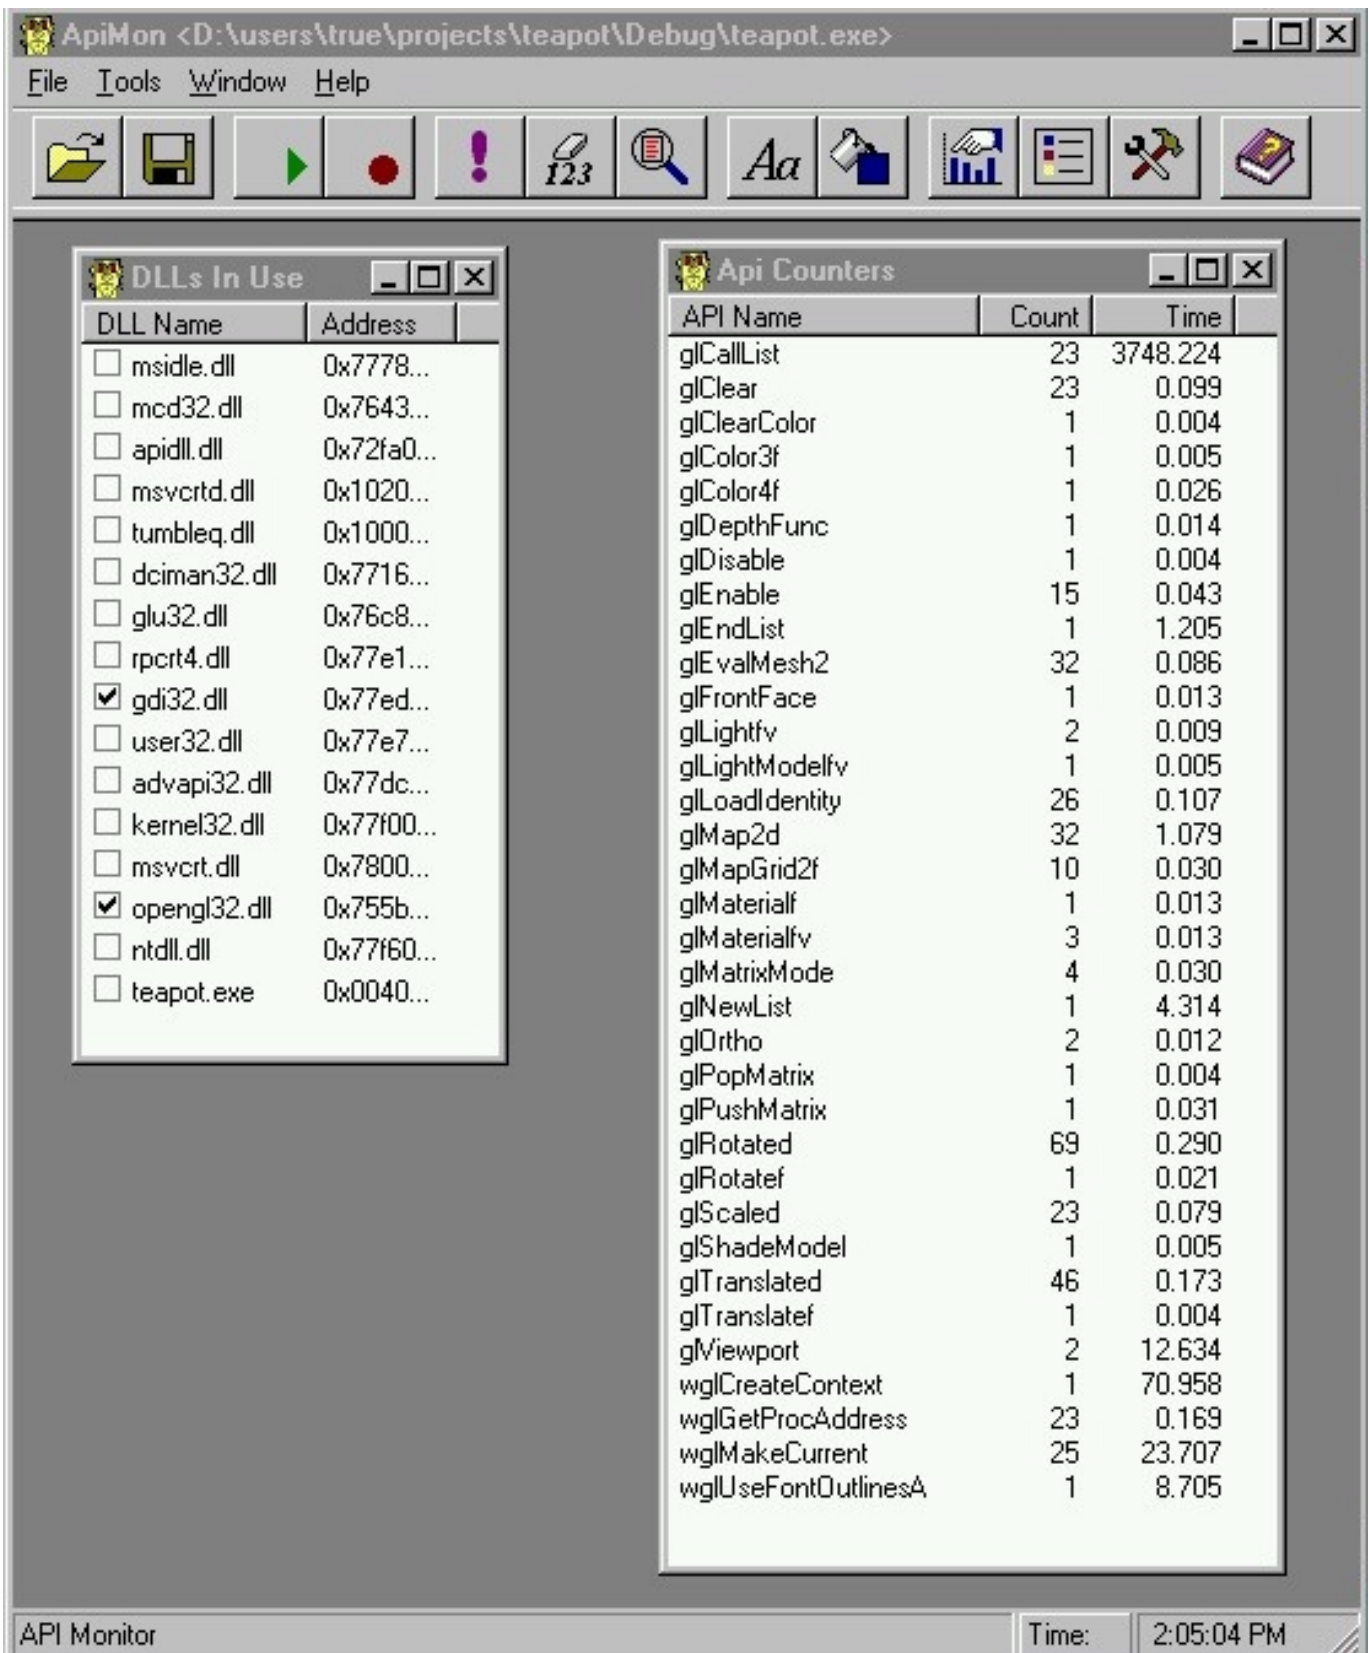 ApiMon <D:\users\true\projects\teapot\Debug\teapot.exe>
File Tools Window Help
123 Aa ?
DLLs In Use
DLL Name Address
msidle.dll 0x7778...
mcd32.dll 0x7643...
apidll.dll 0x72fa0...
msvcrtd.dll 0x1020...
tumbleq.dll 0x1000...
dciman32.dll 0x7716...
glu32.dll 0x76c8...
rpcrt4.dll 0x77e1...
gdi32.dll 0x77ed...
user32.dll 0x77e7...
advapi32.dll 0x77dc...
kernel32.dll 0x77f00...
msvcrt.dll 0x7800...
opengl32.dll 0x755b...
ntdll.dll 0x77f60...
teapot.exe 0x0040...
Api Counters
API Name Count Time
glCallList 23 3748.224
glClear 23 0.099
glClearColor 1 0.004
glColor3f 1 0.005
glColor4f 1 0.026
glDepthFunc 1 0.014
glDisable 1 0.004
glEnable 15 0.043
glEndList 1 1.205
glEvalMesh2 32 0.086
glFrontFace 1 0.013
glLightfv 2 0.009
glLightModelfv 1 0.005
glLoadIdentity 26 0.107
glMap2d 32 1.079
glMapGrid2f 10 0.030
glMaterialf 1 0.013
glMaterialfv 3 0.013
glMatrixMode 4 0.030
glNewList 1 4.314
glOrtho 2 0.012
glPopMatrix 1 0.004
glPushMatrix 1 0.031
glRotated 69 0.290
glRotatef 1 0.021
glScaled 23 0.079
glShadeModel 1 0.005
glTranslated 46 0.173
glTranslatef 1 0.004
glViewport 2 12.634
wglCreateContext 1 70.958
wglGetProcAddress 23 0.169
wglMakeCurrent 25 23.707
wglUseFontOutlinesA 1 8.705
API Monitor Time: 2:05:04 PM